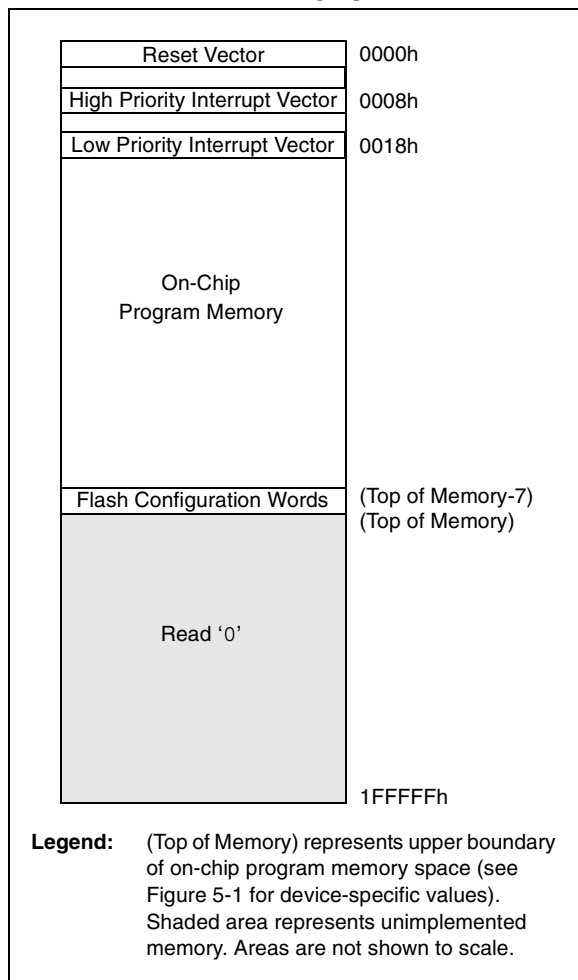 Reset Vector 0000h
High Priority Interrupt Vector 0008h
Low Priority Interrupt Vector 0018h
On-Chip
Program Memory
Flash Configuration Words (Top of Memory-7)
(Top of Memory)
Read ‘0’
1FFFFFh
Legend: (Top of Memory) represents upper boundary
of on-chip program memory space (see
Figure 5-1 for device-specific values).
Shaded area represents unimplemented
memory. Areas are not shown to scale.